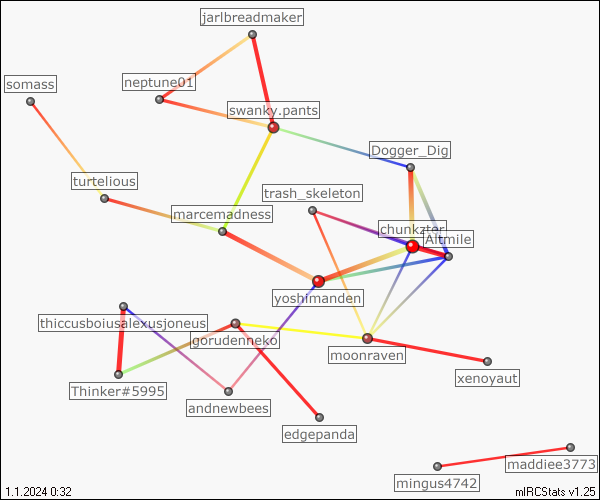 jarlbreadmaker
somass
neptune01
swanky.pants
Dogger_Dig
turtelious
trash_skeleton
marcemadness
chunkzter
Altmile
yoshimanden
thiccusboiusalexusjoneus
gorudenneko
moonraven
xenoyaut
Thinker#5995
andnewbees
edgepanda
maddiee3773
mingus4742
1.1.2024 0:32
mIRCStats v1.25